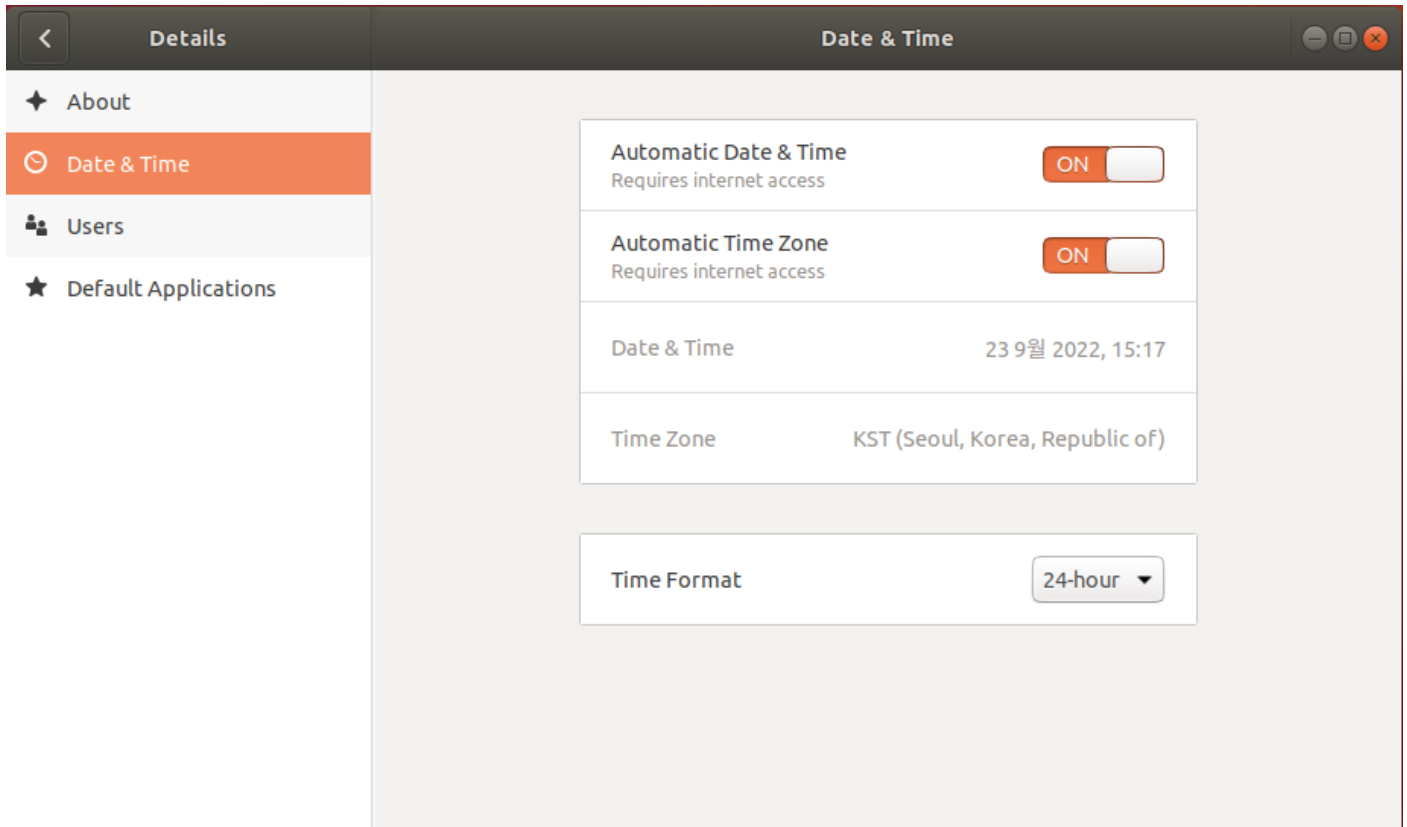 Details
Date & Time
About
Date & Time
Users
Default Applications
Automatic Date & Time
Requires internet access
ON
Automatic Time Zone
Requires internet access
ON
Date & Time 23 9월 2022, 15:17
Time Zone KST (Seoul, Korea, Republic of)
Time Format 24-hour